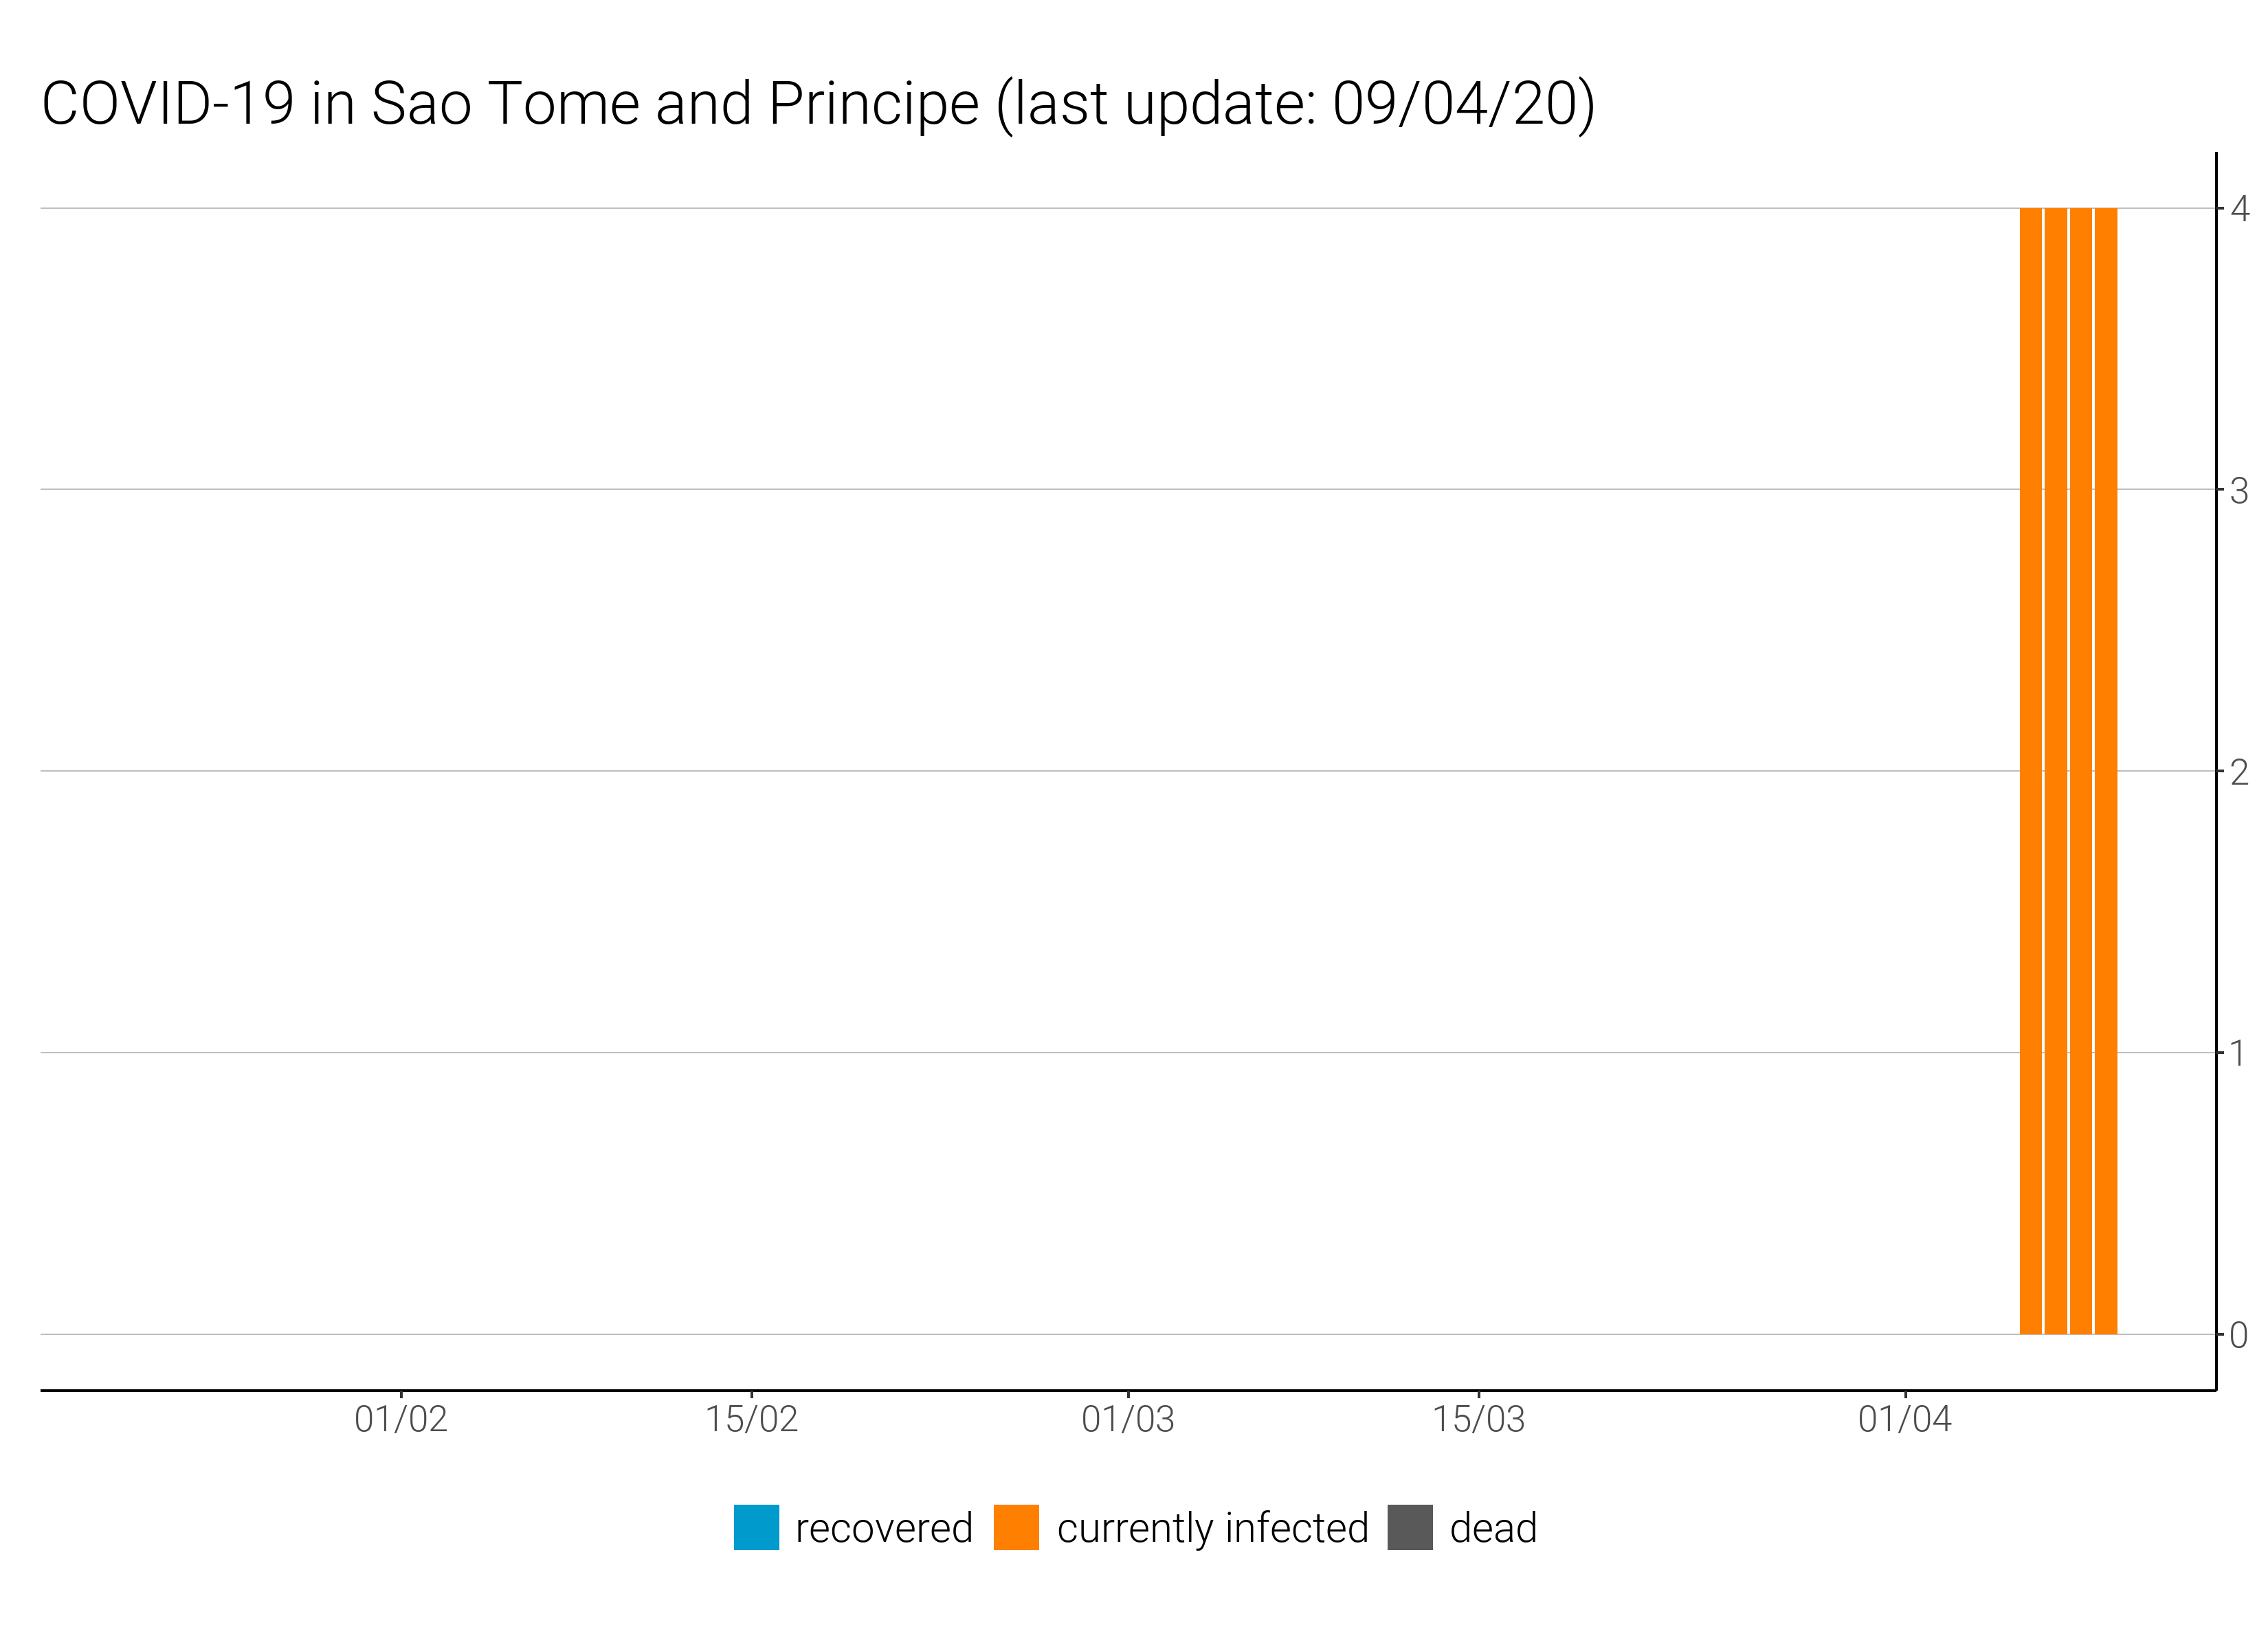 COVID-19 in Sao Tome and Principe (last update: 09/04/20)
4
3
2
1
0
01/02 15/02 01/03 15/03 01/04
recovered currently infected dead